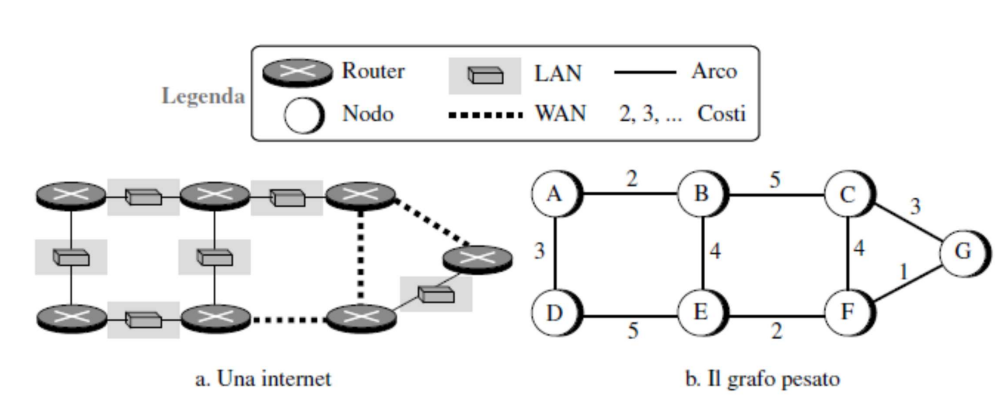 Legenda
Router LAN Arco
Nodo WAN 2, 3, ... Costi
A 2 B 5 C 3
3 4 4 G
1
D 5 E 2 F
a. Una internet b. Il grafo pesato